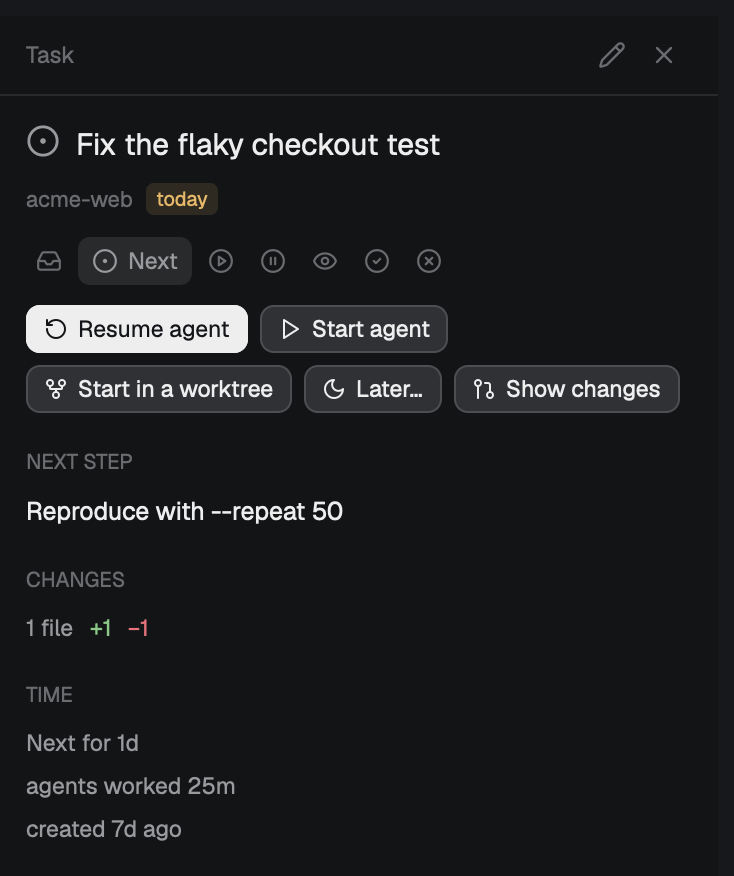 Task
Fix the flaky checkout test
acme-web today
Next
Resume agent Start agent
Start in a worktree Later... Show changes
NEXT STEP
Reproduce with --repeat 50
CHANGES
1 file +1 −1
TIME
Next for 1d
agents worked 25m
created 7d ago